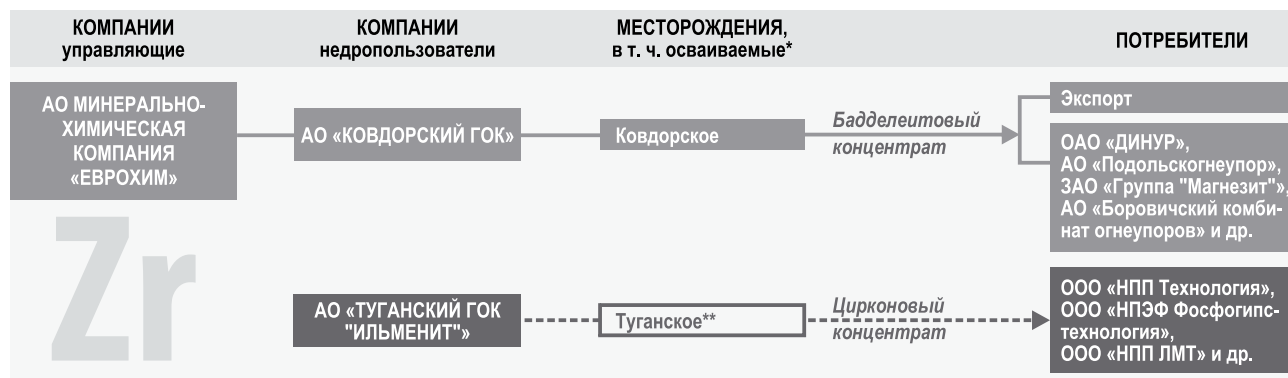 КОМПАНИИ
управляющие
КОМПАНИИ
недропользователи
МЕСТОРОЖДЕНИЯ,
в т. ч. осваиваемые*
ПОТРЕБИТЕЛИ
АО МИНЕРАЛЬНО-
ХИМИЧЕСКАЯ
КОМПАНИЯ
«ЕВРОХИМ»
АО «КОВДОРСКИЙ ГОК»
Ковдорское
Бадделеитовый
концентрат
Экспорт
ОАО «ДИНУР»,
АО «Подольскогнеупор»,
ЗАО «Группа "Магнезит"»,
АО «Боровичский комби-
нат огнеупоров» и др.
Zr
АО «ТУГАНСКИЙ ГОК
"ИЛЬМЕНИТ"»
Туганское**
Цирконовый
концентрат
ООО «НПП Технология»,
ООО «НПЭФ Фосфогипс-
технология»,
ООО «НПП ЛМТ» и др.